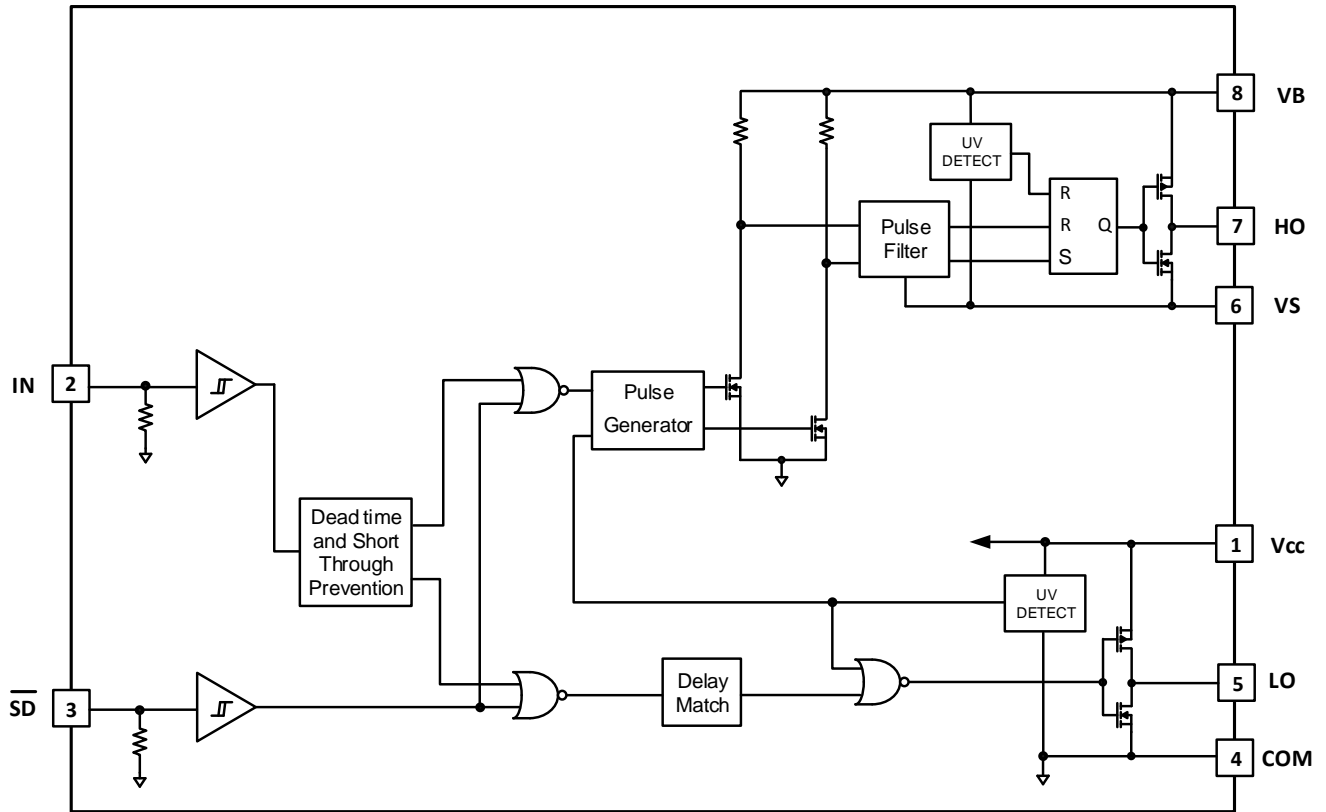 8 VB
UV
DETECT
R
R Q
S
Pulse
Filter
7 HO
6 VS
IN 2
Pulse
Generator
Dead time
and Short
Through
Prevention
1 Vcc
UV
DETECT
SD 3
Delay
Match
5 LO
4 COM